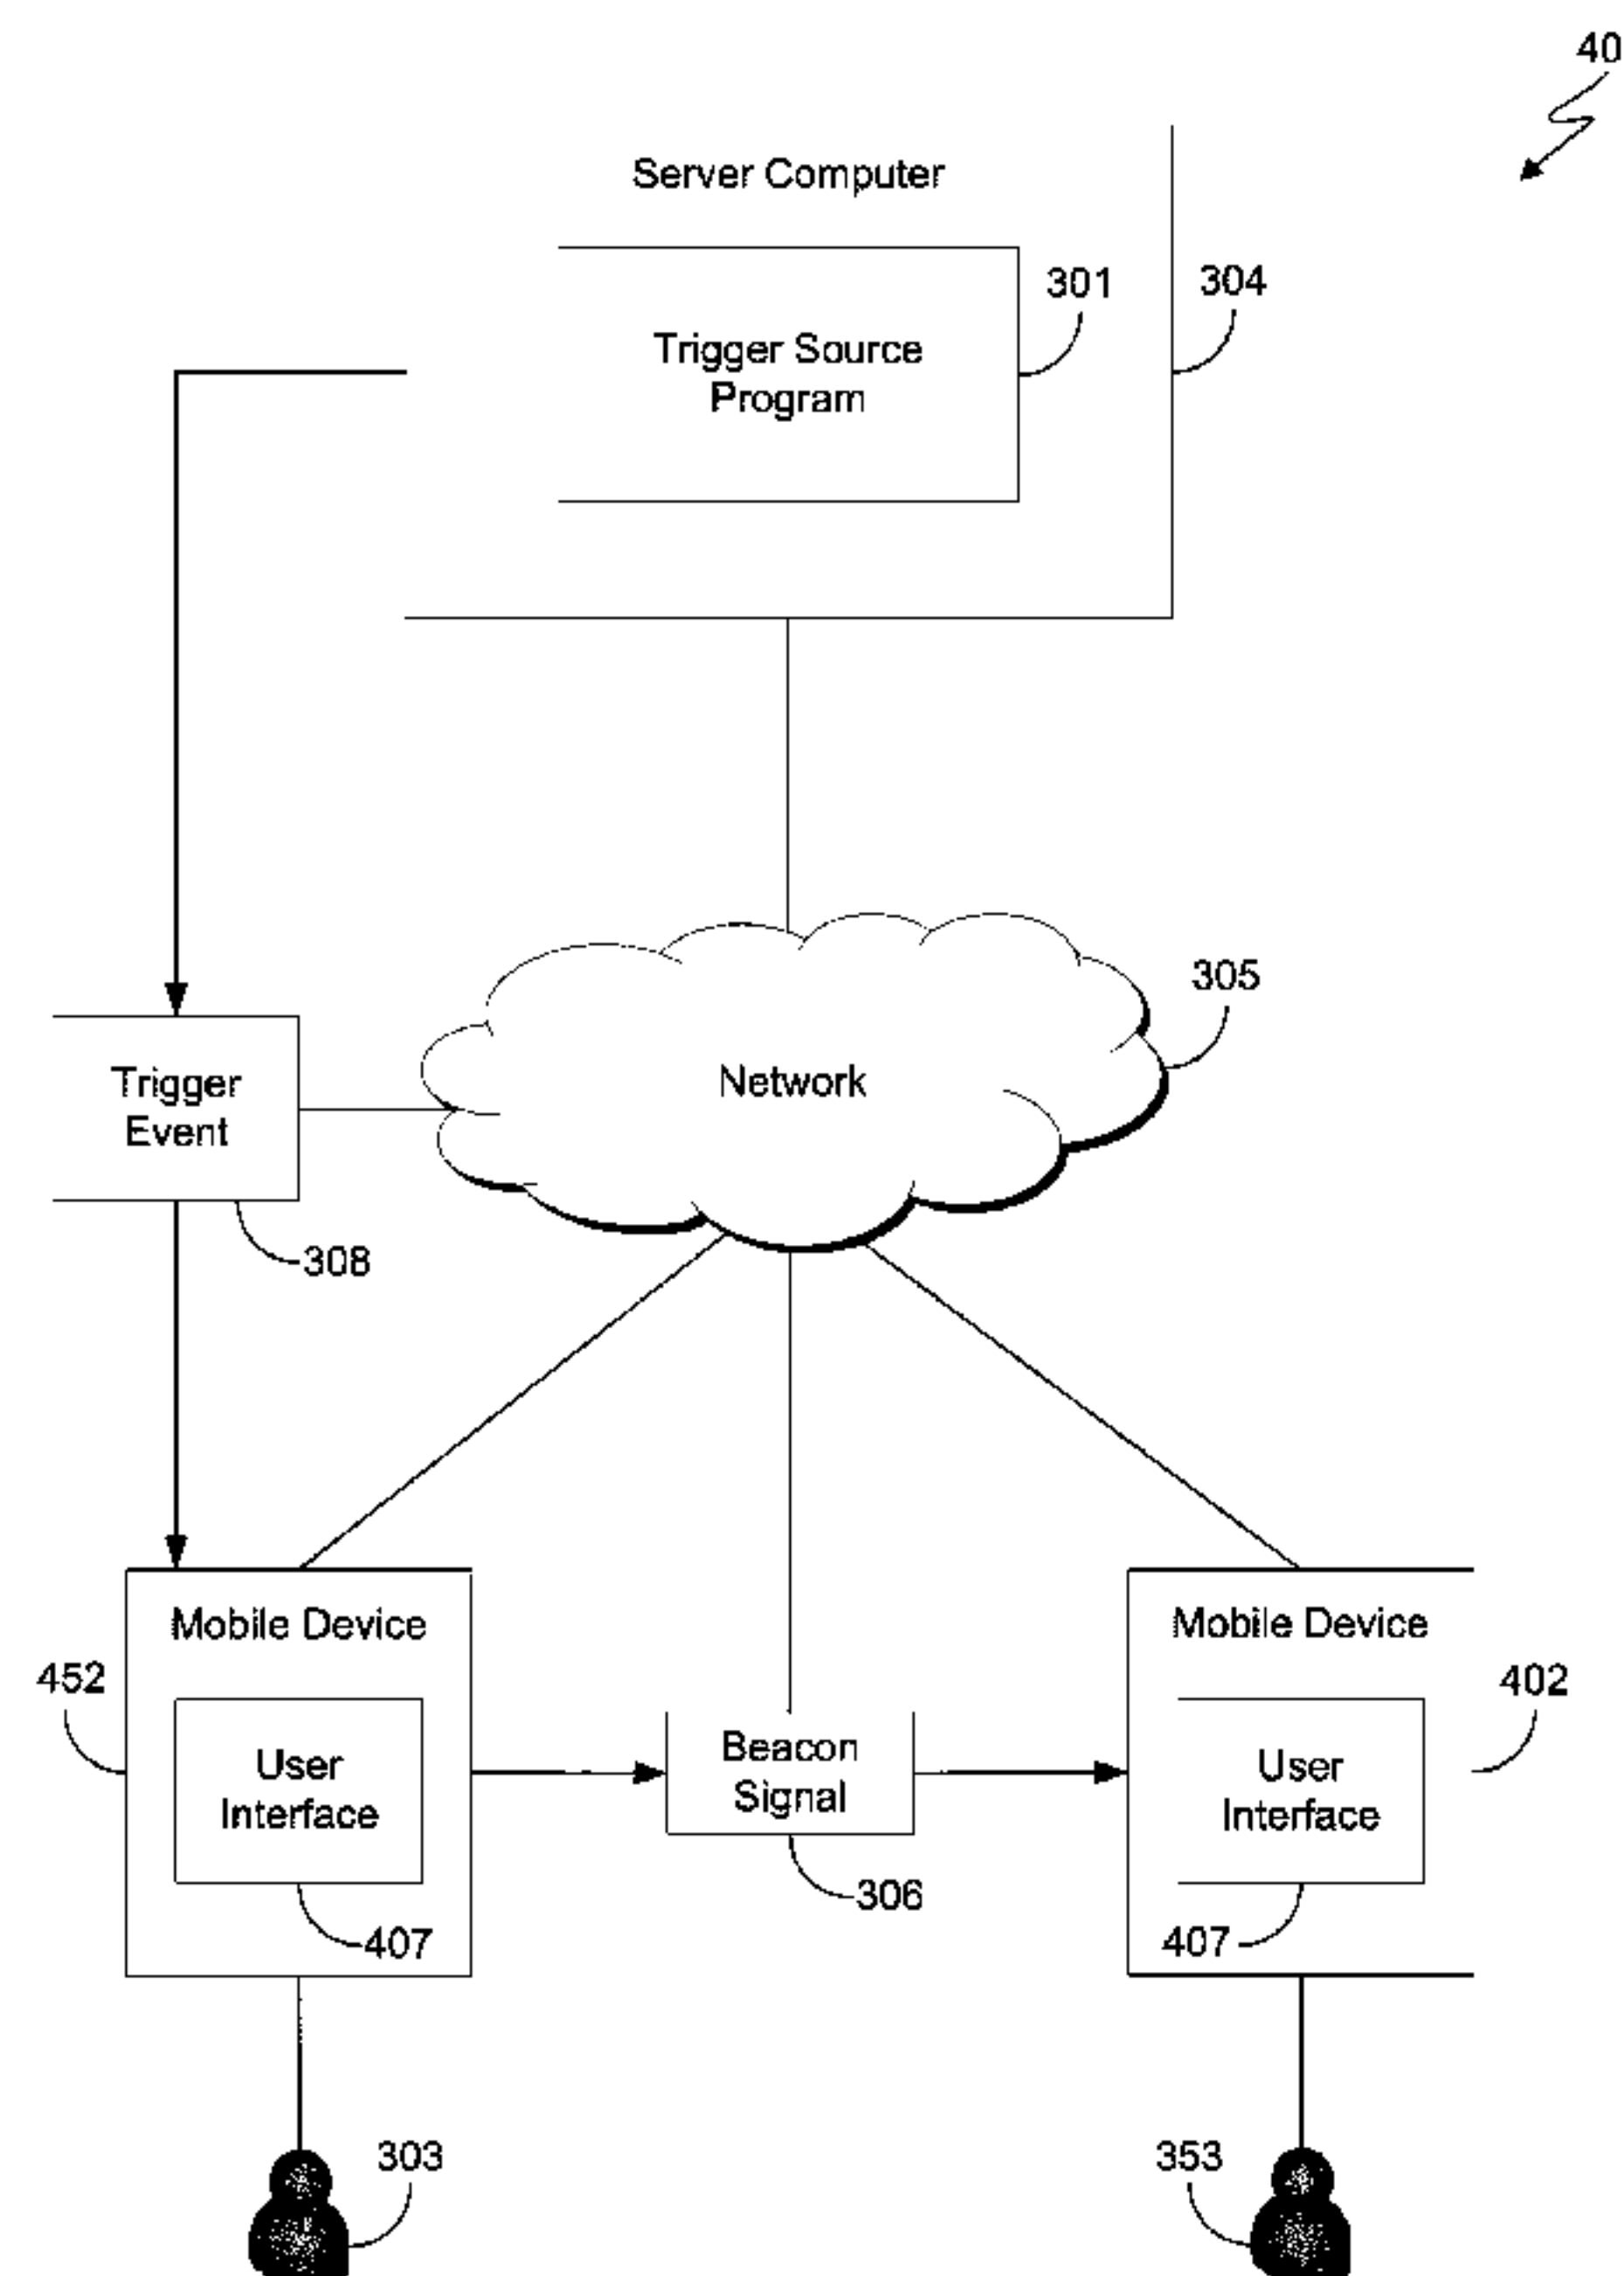 40
Server Computer
301
304
Trigger Source
Program
305
Network
Trigger
Event
308
Mobile Device
Mobile Device
452
402
User
Interface
Beacon
Signal
User
Interface
306
407
407
303
353